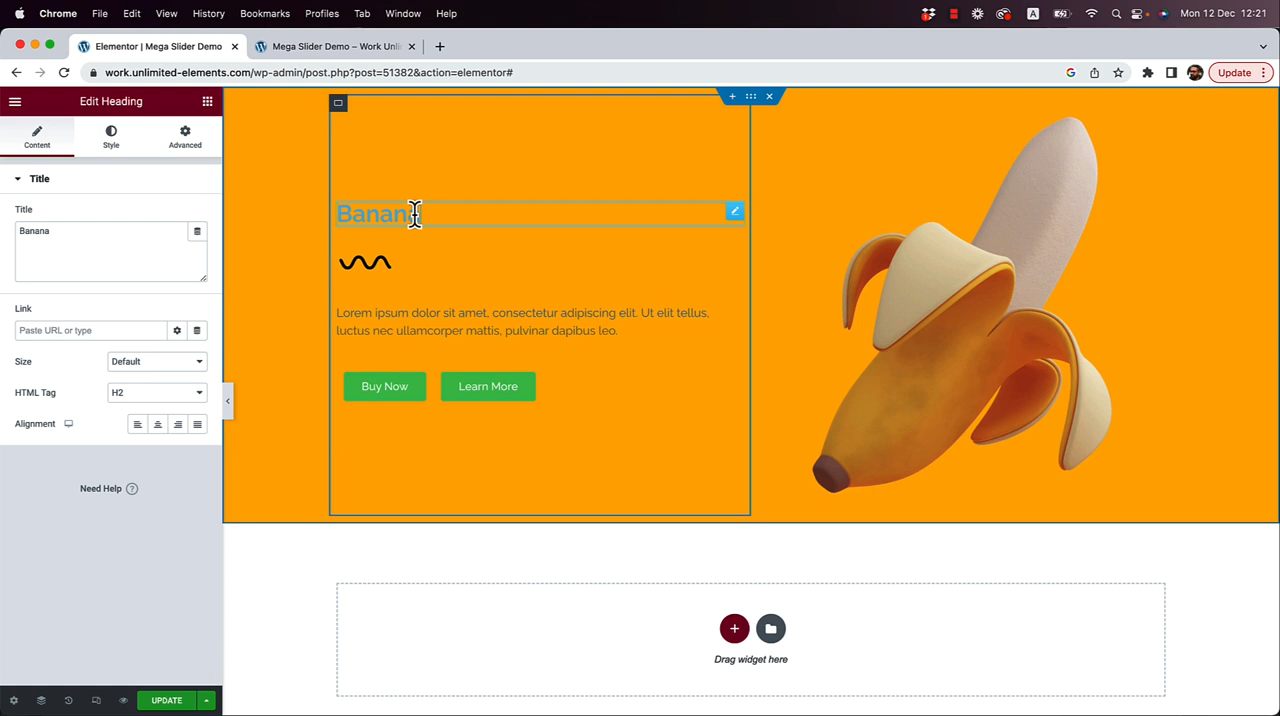 Chrome File Edit View History Bookmarks Profiles Tab Window Help A Mon 12 Dec 12:21
Elementor | Mega Slider Demo Mega Slider Demo – Work Unli
work.unlimited-elements.com/wp-admin/post.php?post=51382&action=elementor# Update
Edit Heading
Content Style Advanced
Title
Title
Banana
Link
Paste URL or type
Size Default
HTML Tag H2
Alignment
Need Help ?
UPDATE
Banana
Lorem ipsum dolor sit amet, consectetur adipiscing elit. Ut elit tellus,
luctus nec ullamcorper mattis, pulvinar dapibus leo.
Buy Now Learn More
Drag widget here